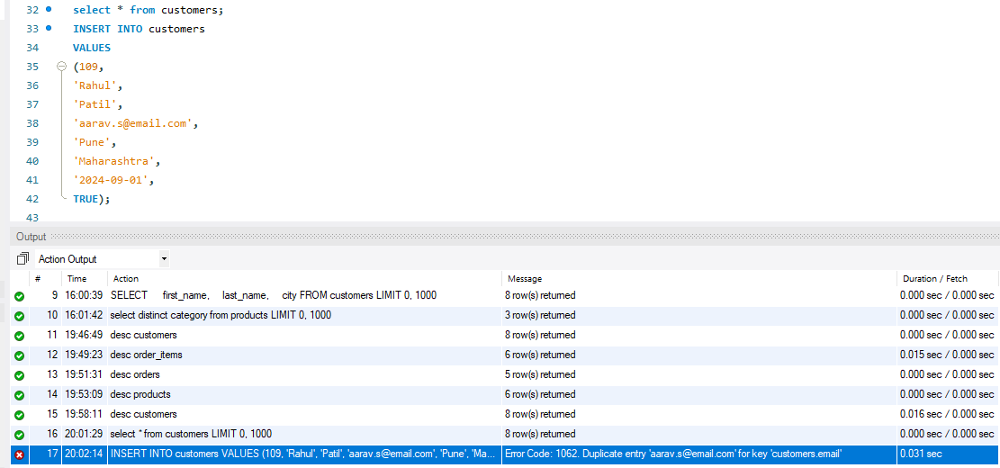 32 select * from customers;
33 INSERT INTO customers
34 VALUES
35 (109,
36 'Rahul',
37 'Patil',
38 'aarav.s@email.com',
39 'Pune',
40 'Maharashtra',
41 '2024-09-01',
42 TRUE);
43
Output
Action Output
# Time Action Message Duration / Fetch
9 16:00:39 SELECT first_name, last_name, city FROM customers LIMIT 0, 1000 8 row(s) returned 0.000 sec / 0.000 sec
10 16:01:42 select distinct category from products LIMIT 0, 1000 3 row(s) returned 0.000 sec / 0.000 sec
11 19:46:49 desc customers 8 row(s) returned 0.000 sec / 0.000 sec
12 19:49:23 desc order_items 6 row(s) returned 0.015 sec / 0.000 sec
13 19:51:31 desc orders 5 row(s) returned 0.000 sec / 0.000 sec
14 19:53:09 desc products 6 row(s) returned 0.000 sec / 0.000 sec
15 19:58:11 desc customers 8 row(s) returned 0.016 sec / 0.000 sec
16 20:01:29 select * from customers LIMIT 0, 1000 8 row(s) returned 0.000 sec / 0.000 sec
17 20:02:14 INSERT INTO customers VALUES (109, 'Rahul', 'Patil', 'aarav.s@email.com', 'Pune', 'Ma... Error Code: 1062. Duplicate entry 'aarav.s@email.com' for key 'customers.email' 0.031 sec